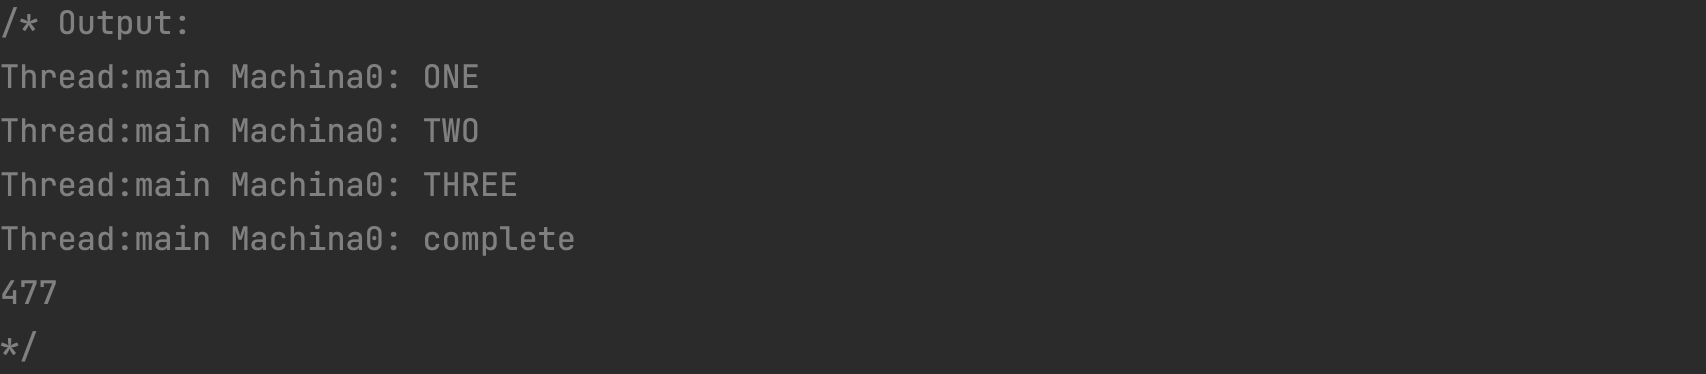 /* Output:
Thread:main Machina0: ONE
Thread:main Machina0: TWO
Thread:main Machina0: THREE
Thread:main Machina0: complete
477
*/